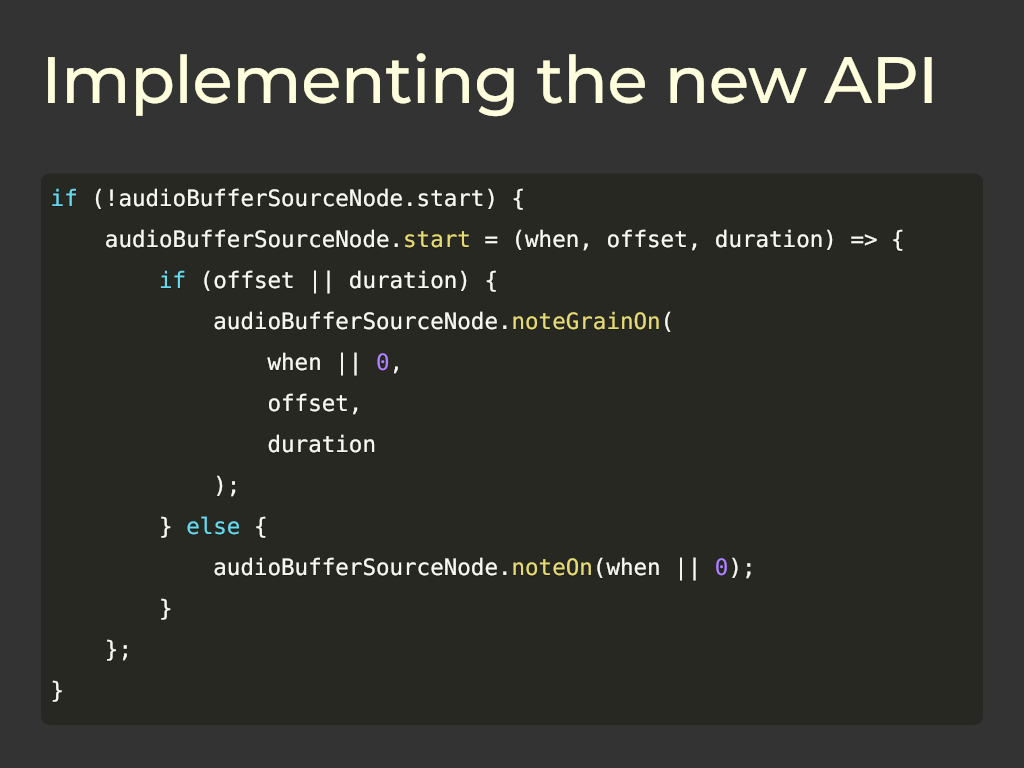 Implementing the new API
if (!audioBufferSourceNode.start) {
    audioBufferSourceNode.start = (when, offset, duration) => {
        if (offset || duration) {
            audioBufferSourceNode.noteGrainOn(
                when || 0,
                offset,
                duration
            );
        } else {
            audioBufferSourceNode.noteOn(when || 0);
        }
    };
}